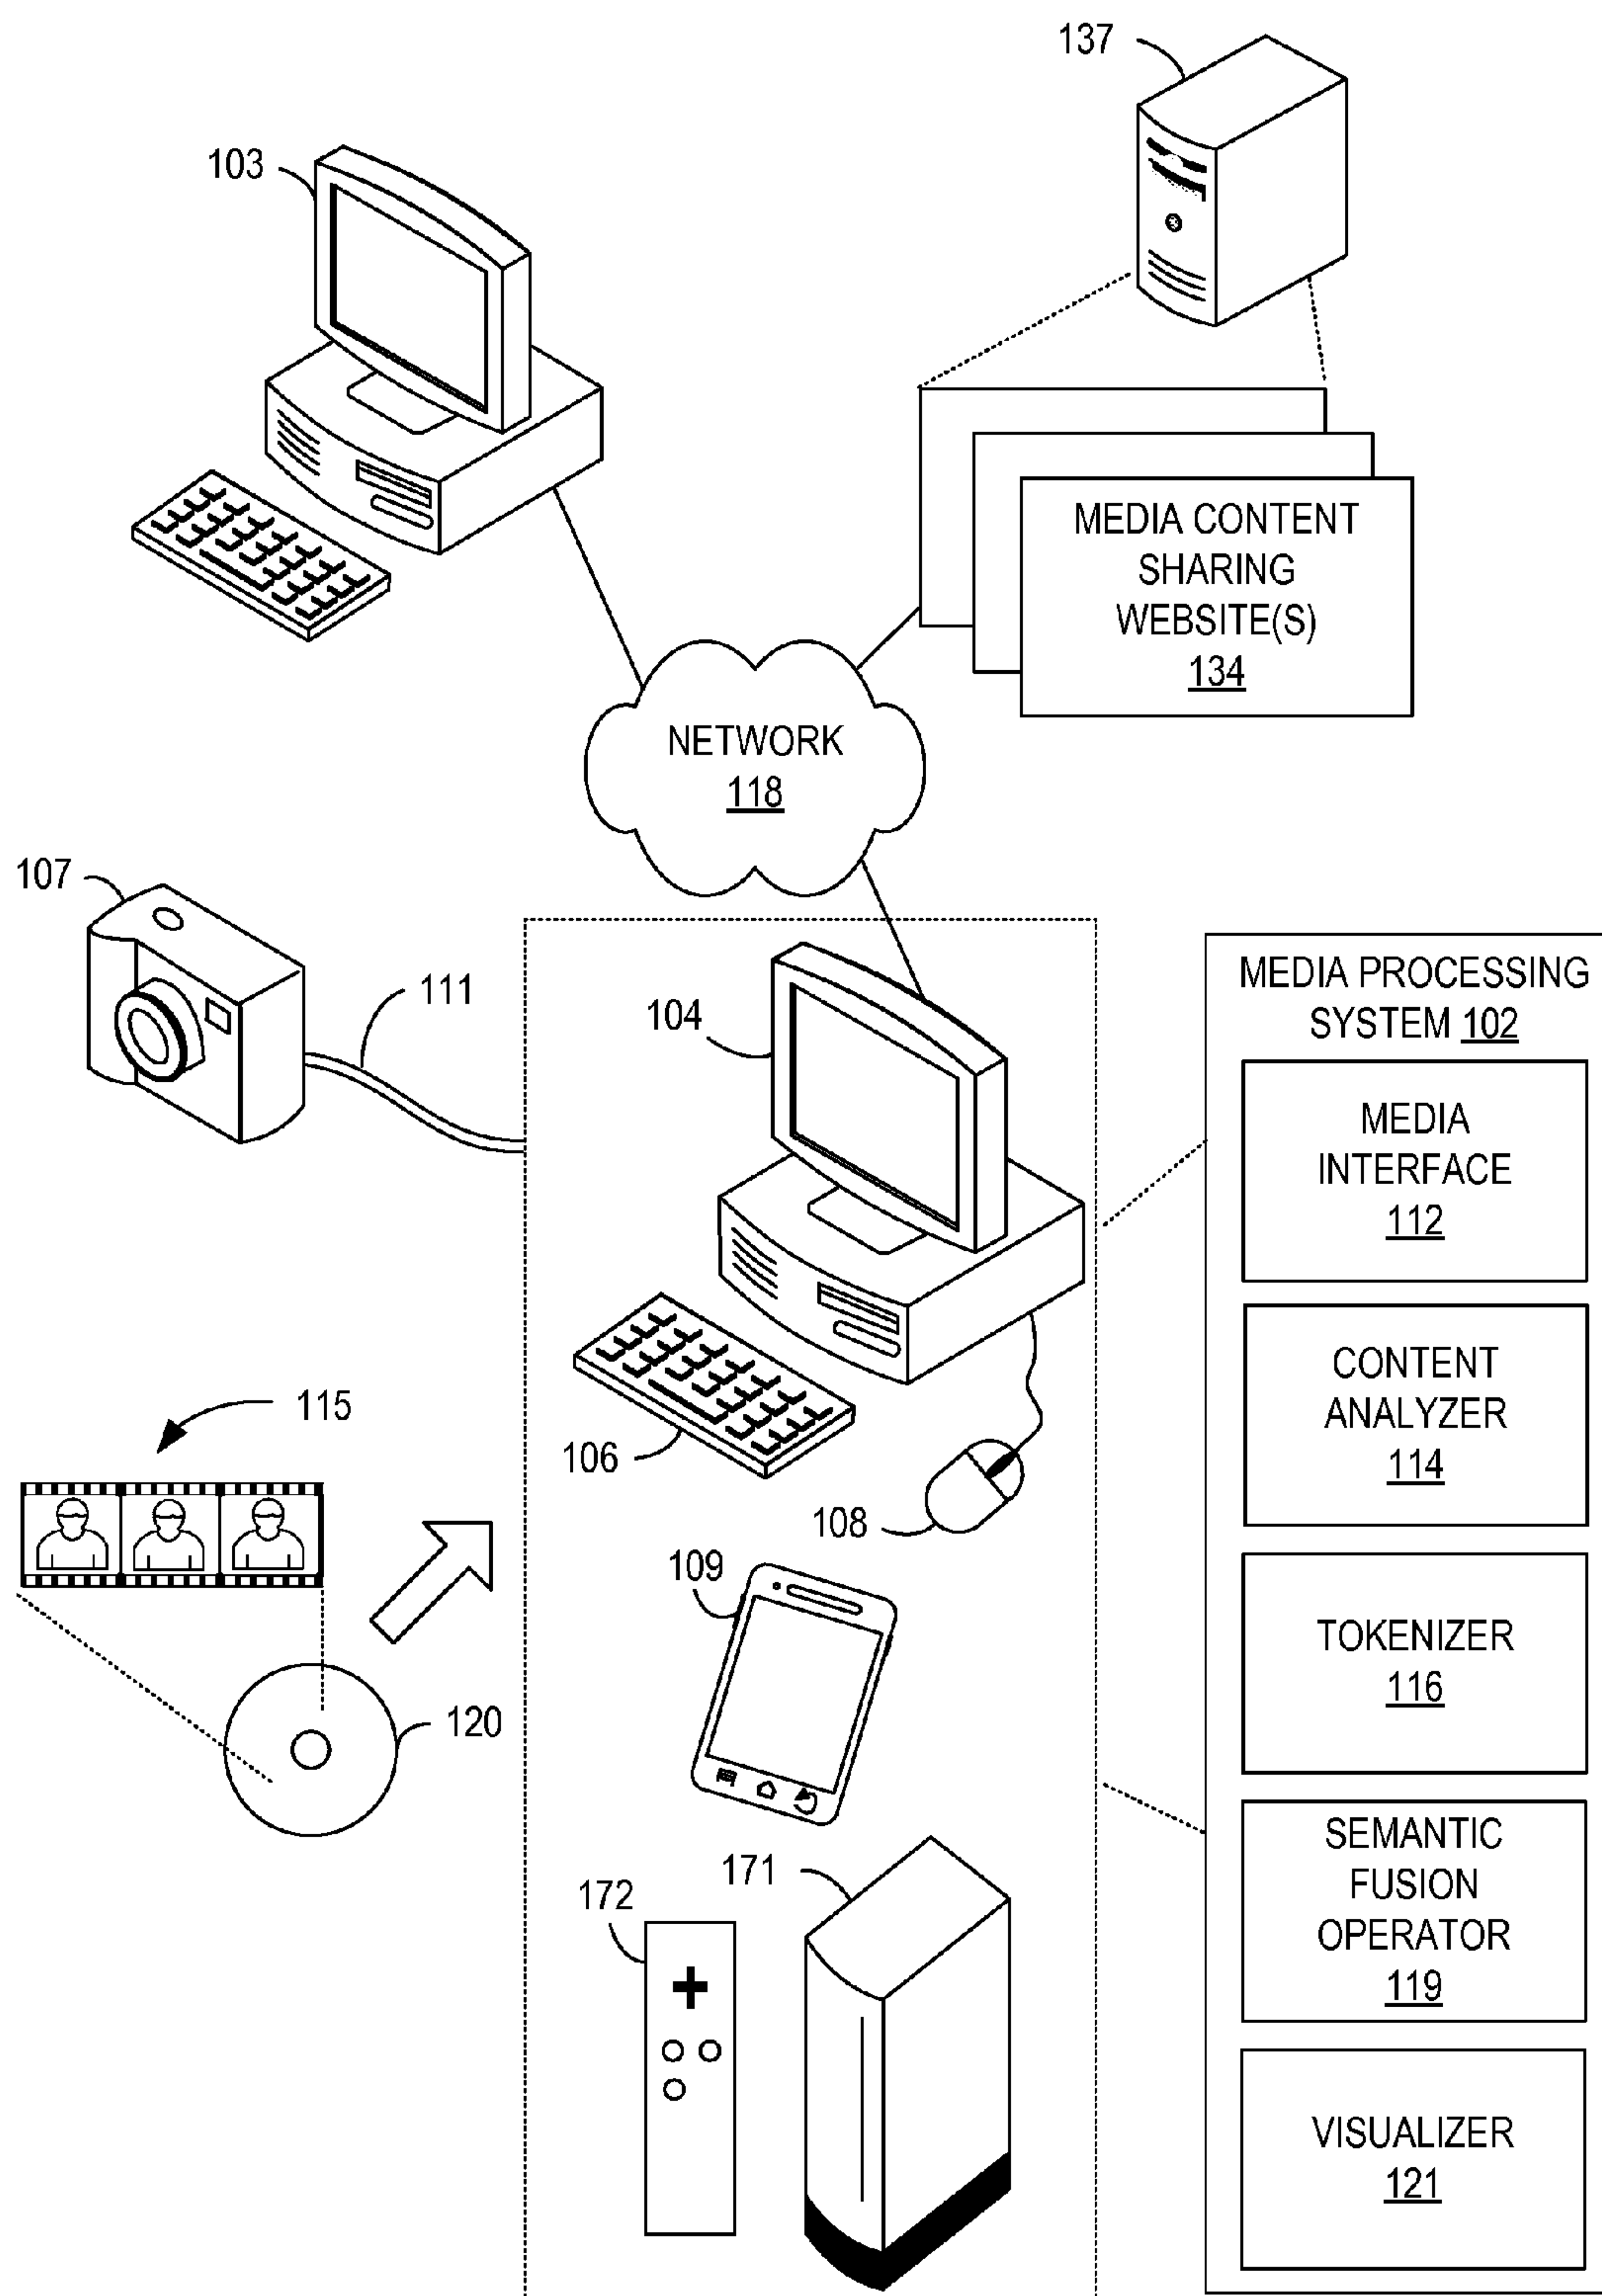 137
103
MEDIA CONTENT
SHARING
WEBSITE(S)
134
NETWORK
118
107
111
104
MEDIA PROCESSING
SYSTEM 102
MEDIA
INTERFACE
112
CONTENT
ANALYZER
114
115
106
108
109
TOKENIZER
116
120
SEMANTIC
FUSION
OPERATOR
119
171
172
VISUALIZER
121